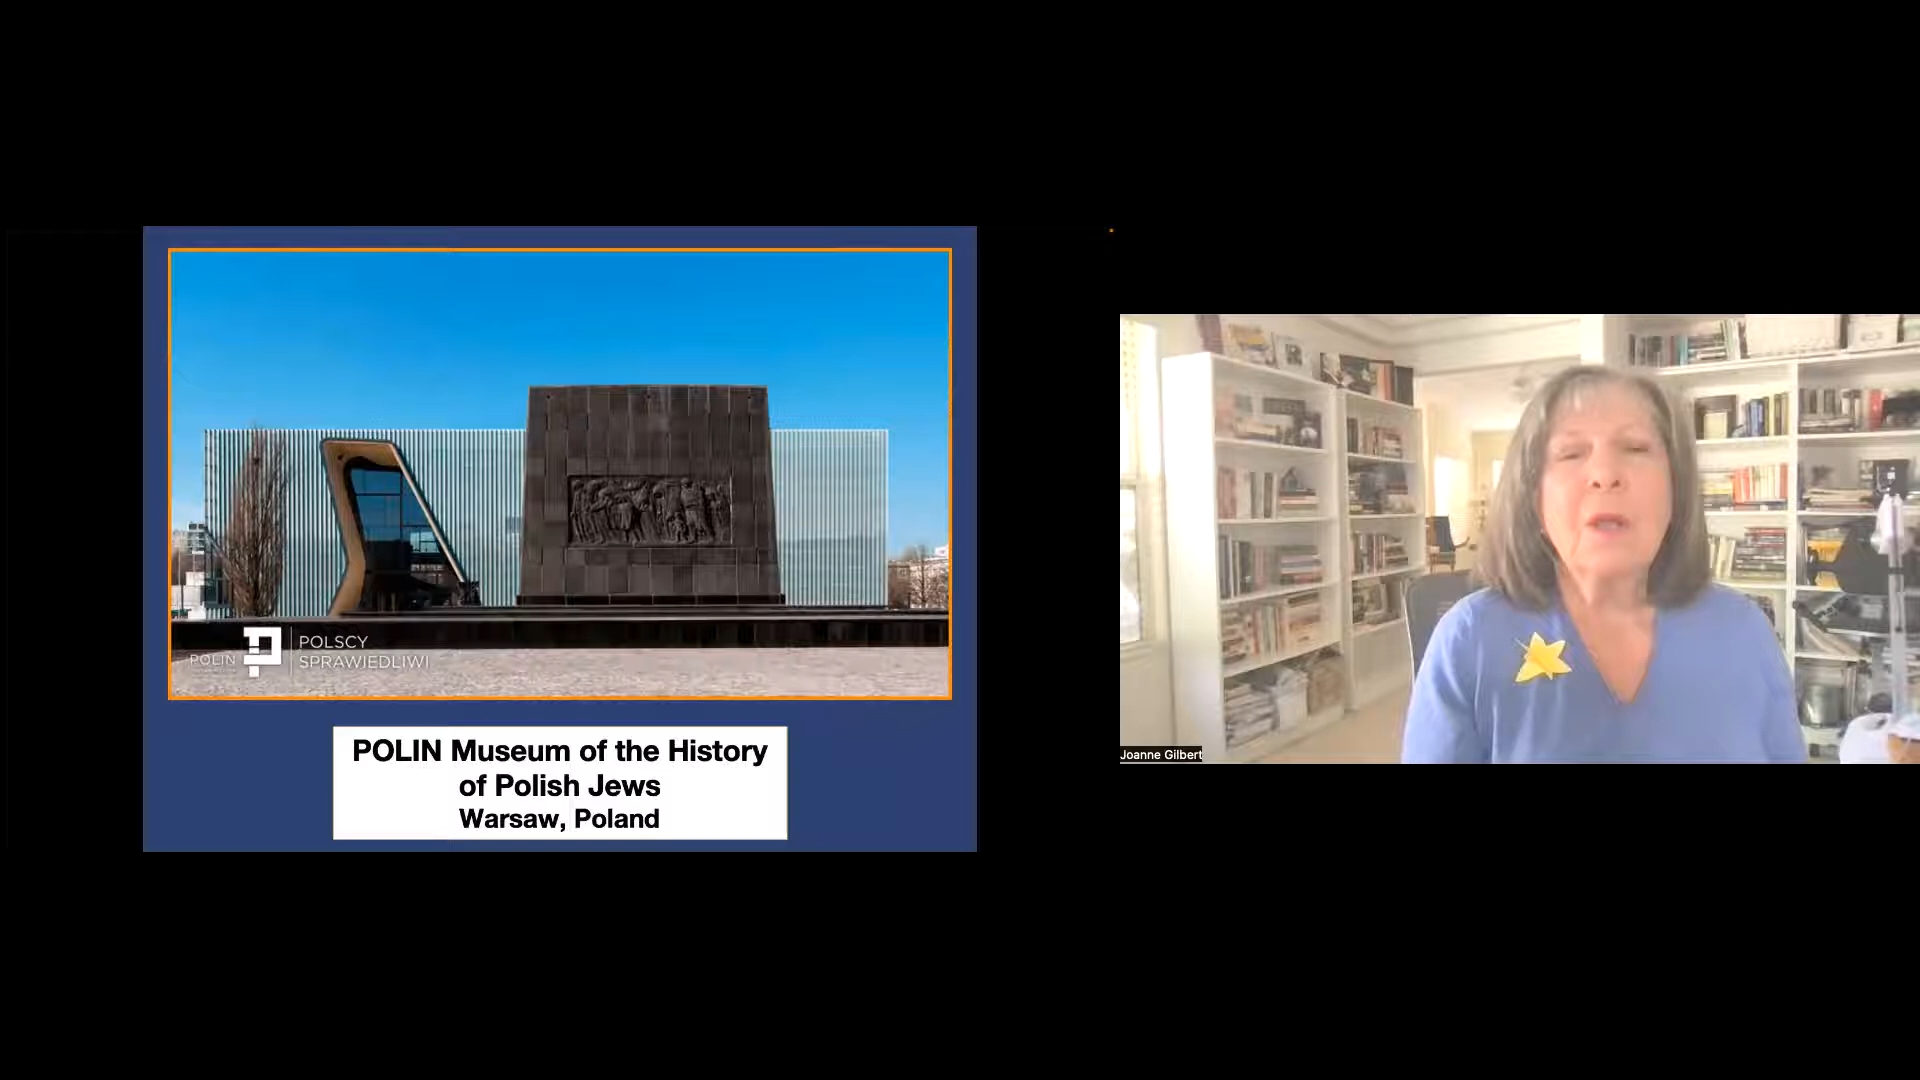 POLIN
POLSCY
SPRAWIEDLIWI
POLIN Museum of the History
of Polish Jews
Warsaw, Poland
Joanne Gilbert